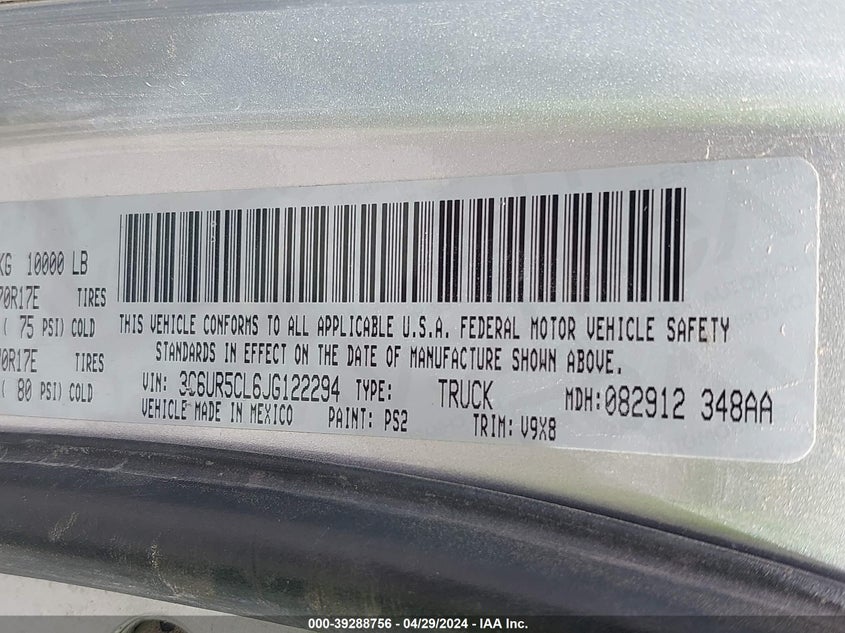 KG 10000 LB
70R17E TIRES
( 75 PSI) COLD
70R17E TIRES
( 80 PSI) COLD
THIS VEHICLE CONFORMS TO ALL APPLICABLE U.S.A. FEDERAL MOTOR VEHICLE SAFETY
STANDARDS IN EFFECT ON THE DATE OF MANUFACTURE SHOWN ABOVE.
VIN: 3C6UR5CL6JG122294 TYPE: TRUCK MDH:082912 348AA
VEHICLE MADE IN MEXICO PAINT: PS2 TRIM: V9X8
000-39288756 - 04/29/2024 - IAA Inc.